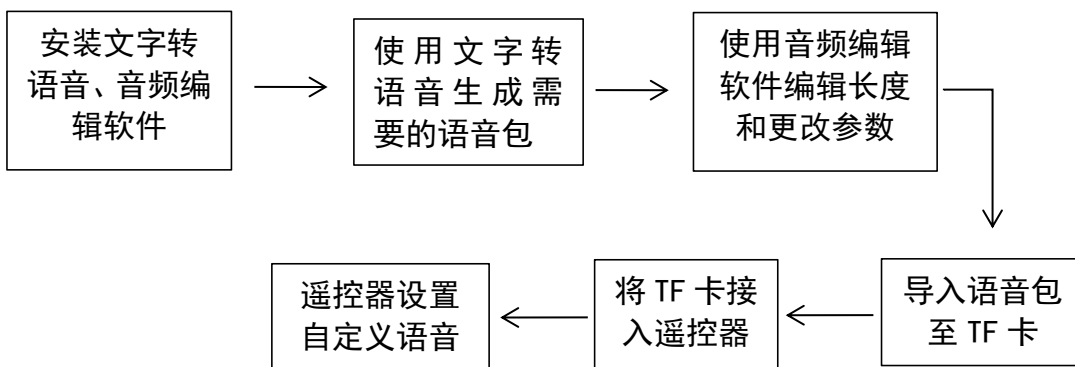 安装文字转
语音、音频编
辑软件
使用文字转
语音生成需
要的语音包
使用音频编辑
软件编辑长度
和更改参数
导入语音包
至 TF 卡
将 TF 卡接
入遥控器
遥控器设置
自定义语音